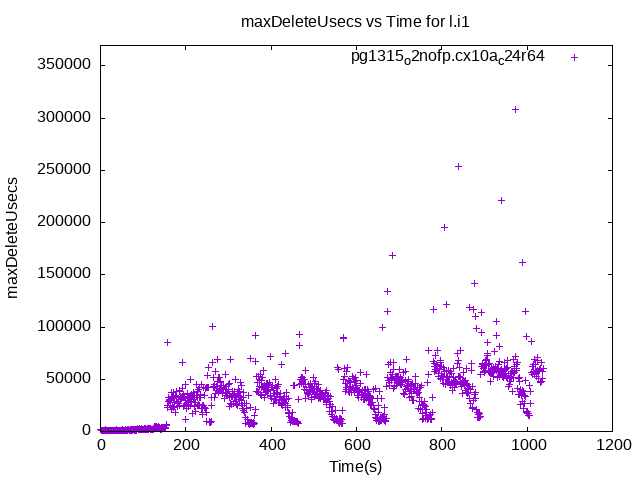 maxDeleteUsecs vs Time for l.i1
pg1315o2nofp.cx10ac24r64
350000
300000
250000
200000
150000
100000
50000
0
maxDeleteUsecs
0 200 400 600 800 1000 1200
Time(s)